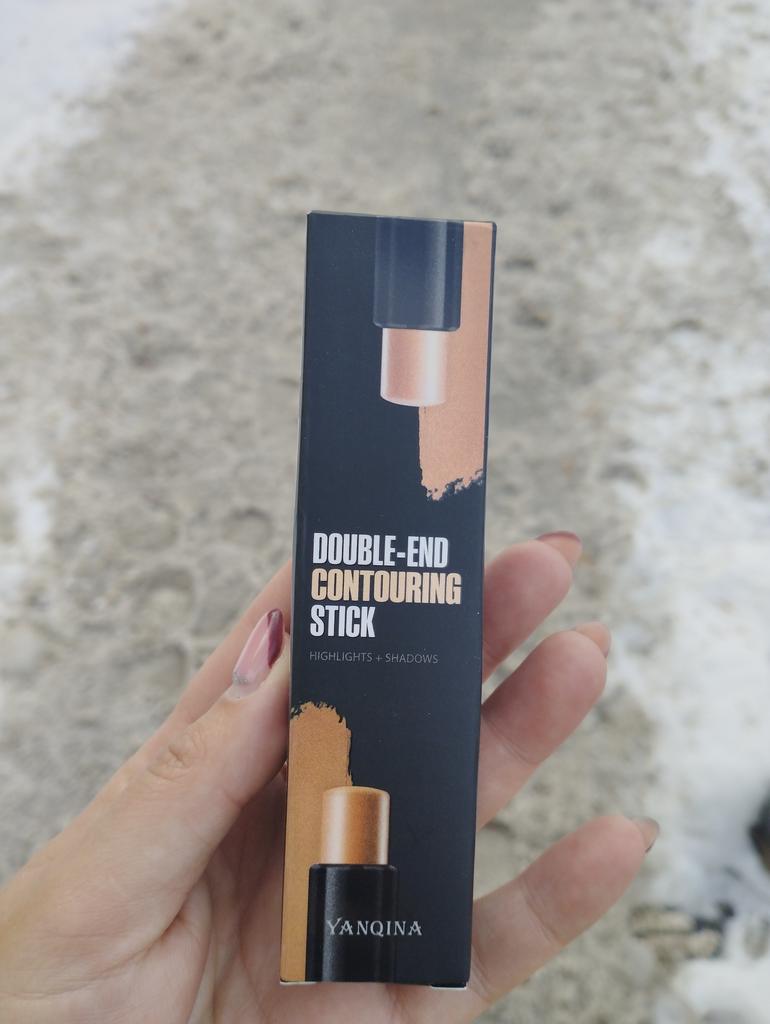 DOUBLE-END
CONTOURING
STICK
HIGHLIGHTS + SHADOWS
YANQINA